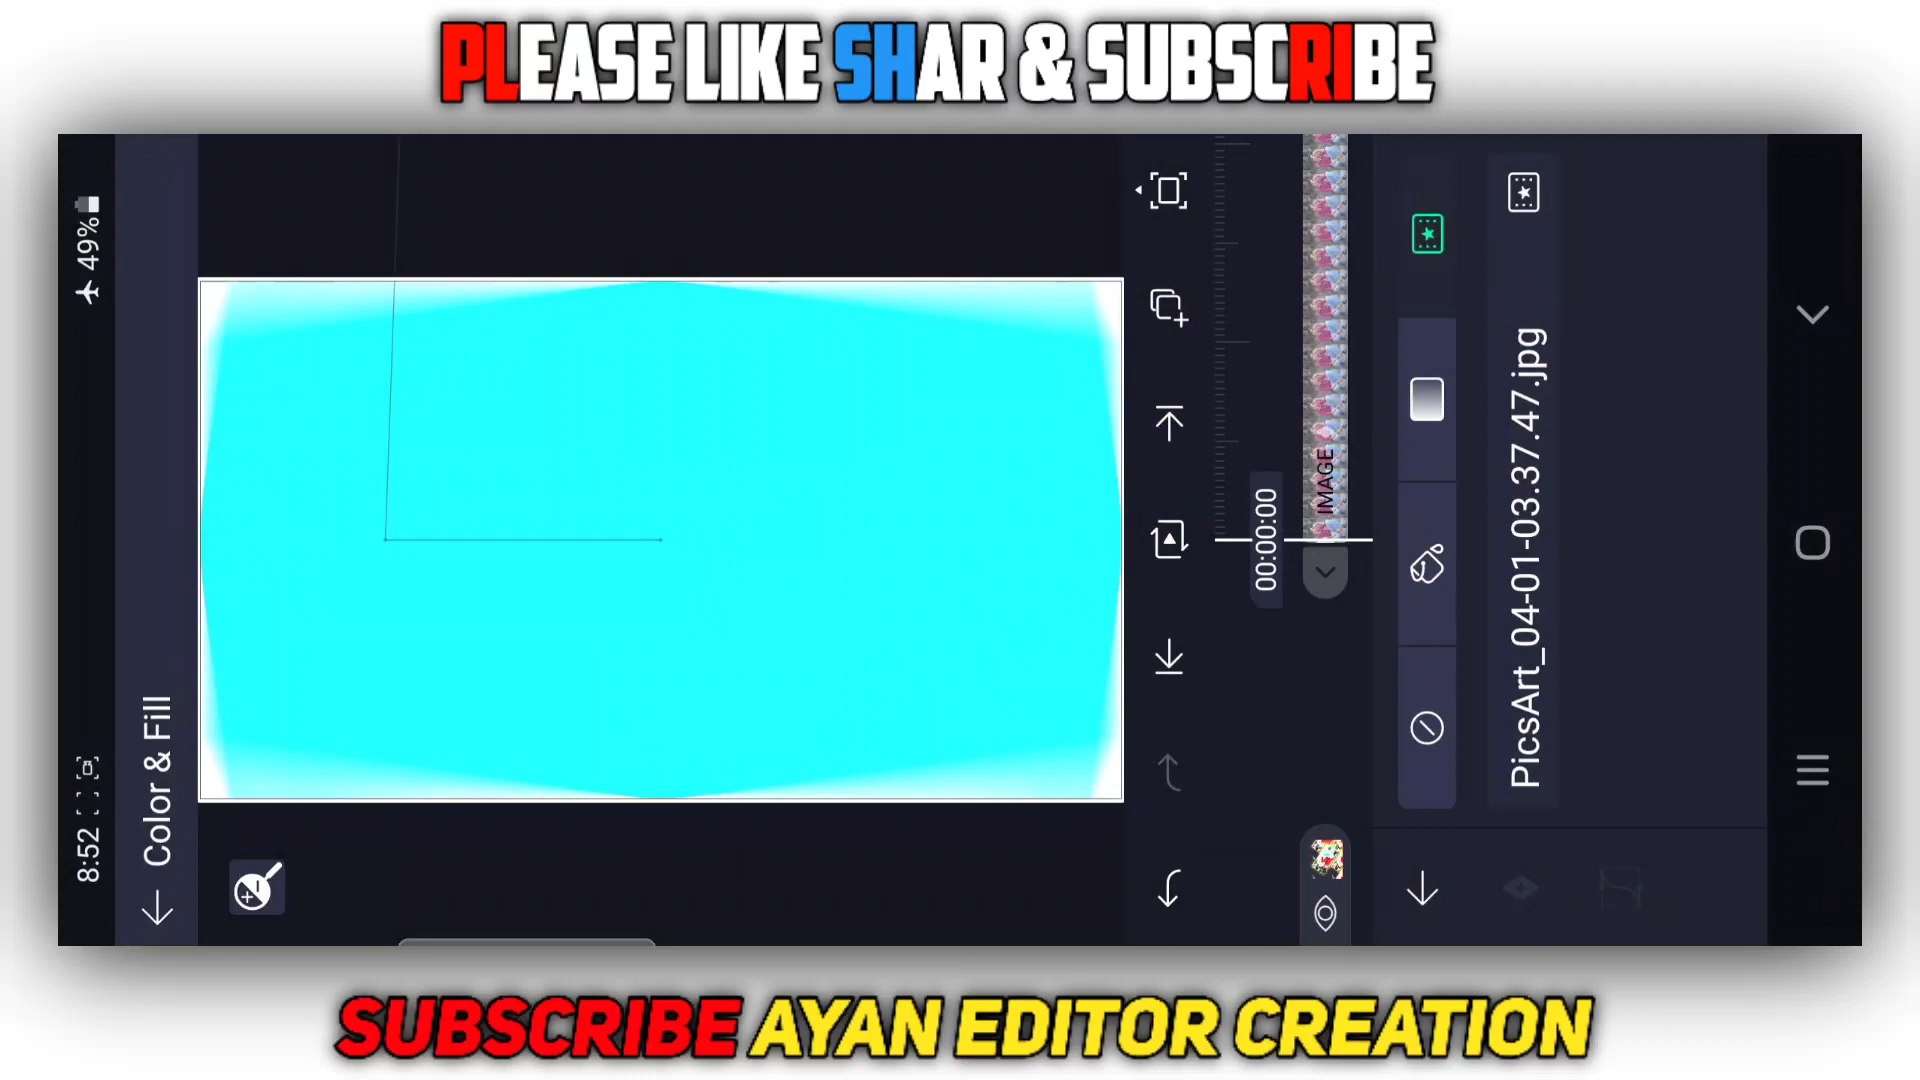 PLEASE LIKE SHAR & SUBSCRIBE
8:52
49%
Color & Fill
00:00:00
IMAGE
PicsArt_04-01-03.37.47.jpg
SUBSCRIBE AYAN EDITOR CREATION